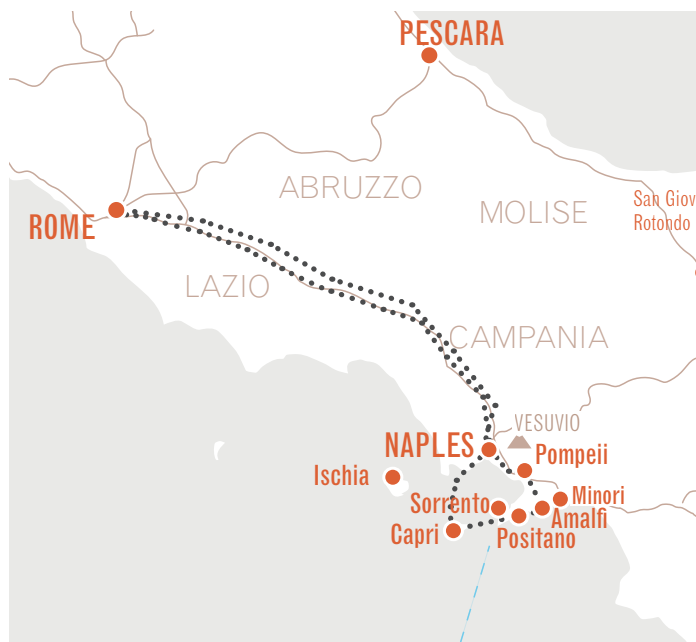 PESCARA
ABRUZZO
MOLISE
San Giov
Rotondo
ROME
LAZIO
CAMPANIA
VESUVIO
NAPLES
Pompeii
Ischia
Minori
Sorrento
Amalfi
Capri
Positano